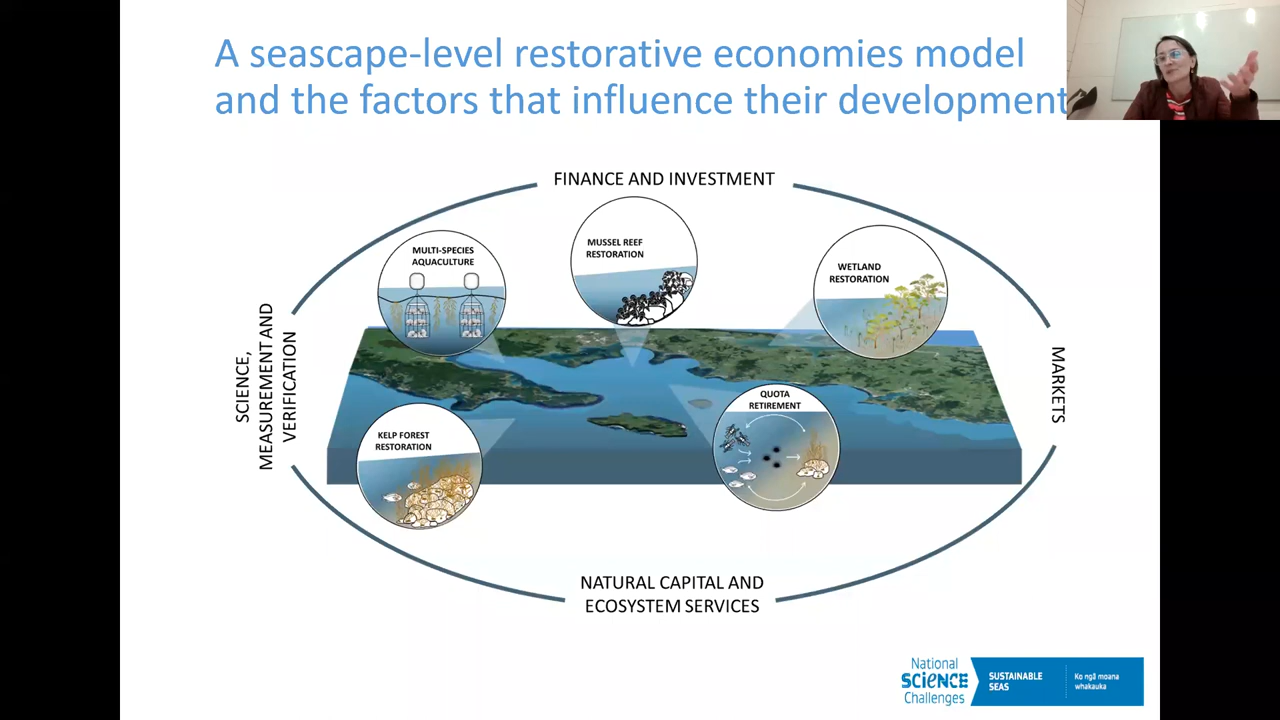 A seascape-level restorative economies model
and the factors that influence their development
FINANCE AND INVESTMENT
MULTI-SPECIES
AQUACULTURE
MUSSEL REEF
RESTORATION
WETLAND
RESTORATION
SCIENCE,
MEASUREMENT AND
VERIFICATION
MARKETS
KELP FOREST
RESTORATION
QUOTA
RETIREMENT
NATURAL CAPITAL AND
ECOSYSTEM SERVICES
National
SCIENCE
Challenges
SUSTAINABLE
SEAS
Ko ngā moana
whakauka